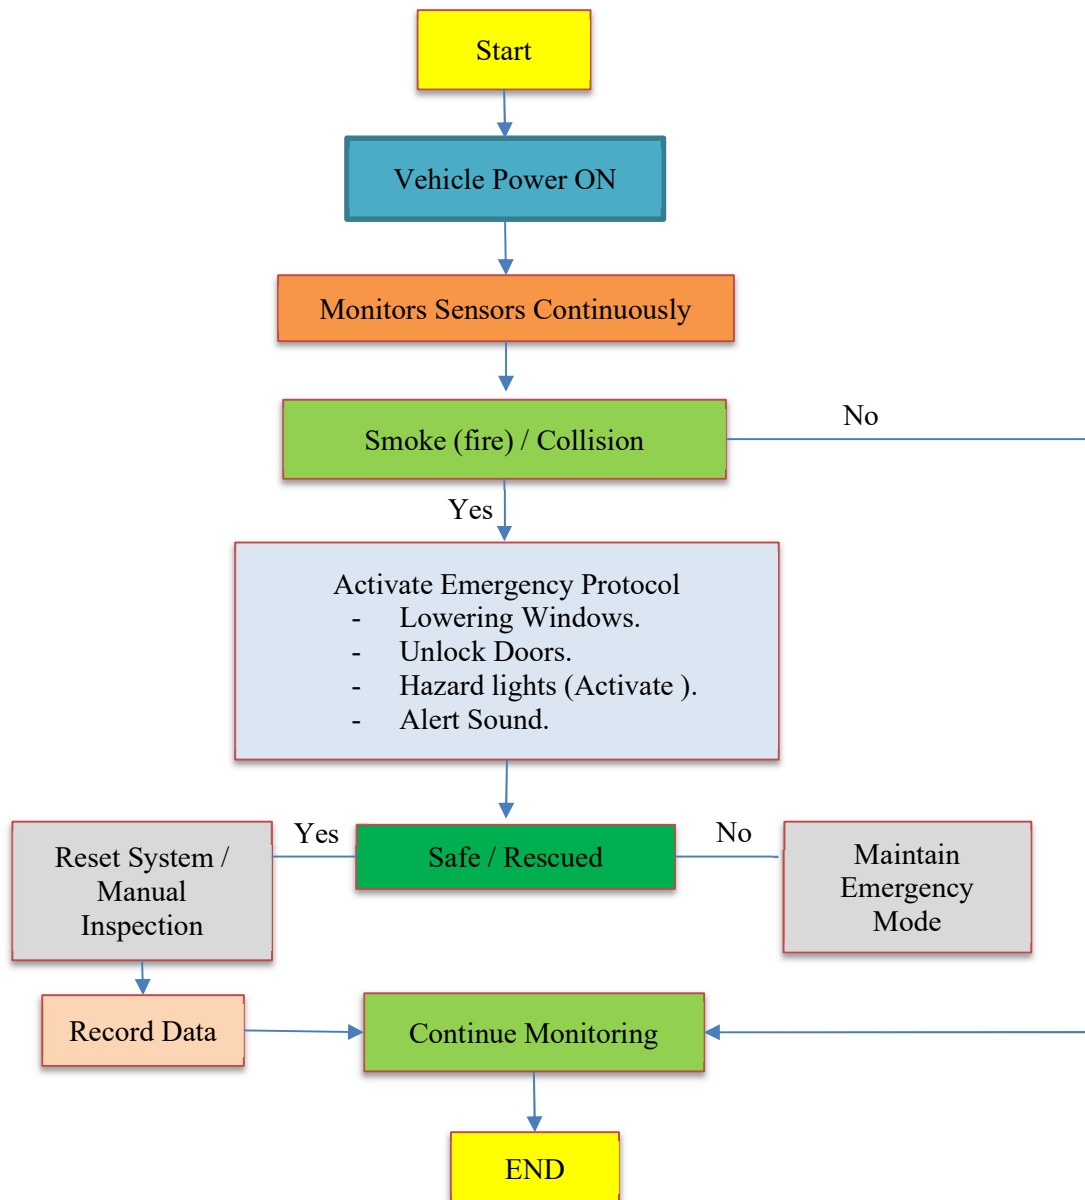 Start
Vehicle Power ON
Monitors Sensors Continuously
No
Smoke (fire) / Collision
Yes
Activate Emergency Protocol
- Lowering Windows.
- Unlock Doors.
- Hazard lights (Activate ).
- Alert Sound.
Yes
No
Reset System /
Manual
Inspection
Safe / Rescued
Maintain
Emergency
Mode
Record Data
Continue Monitoring
END